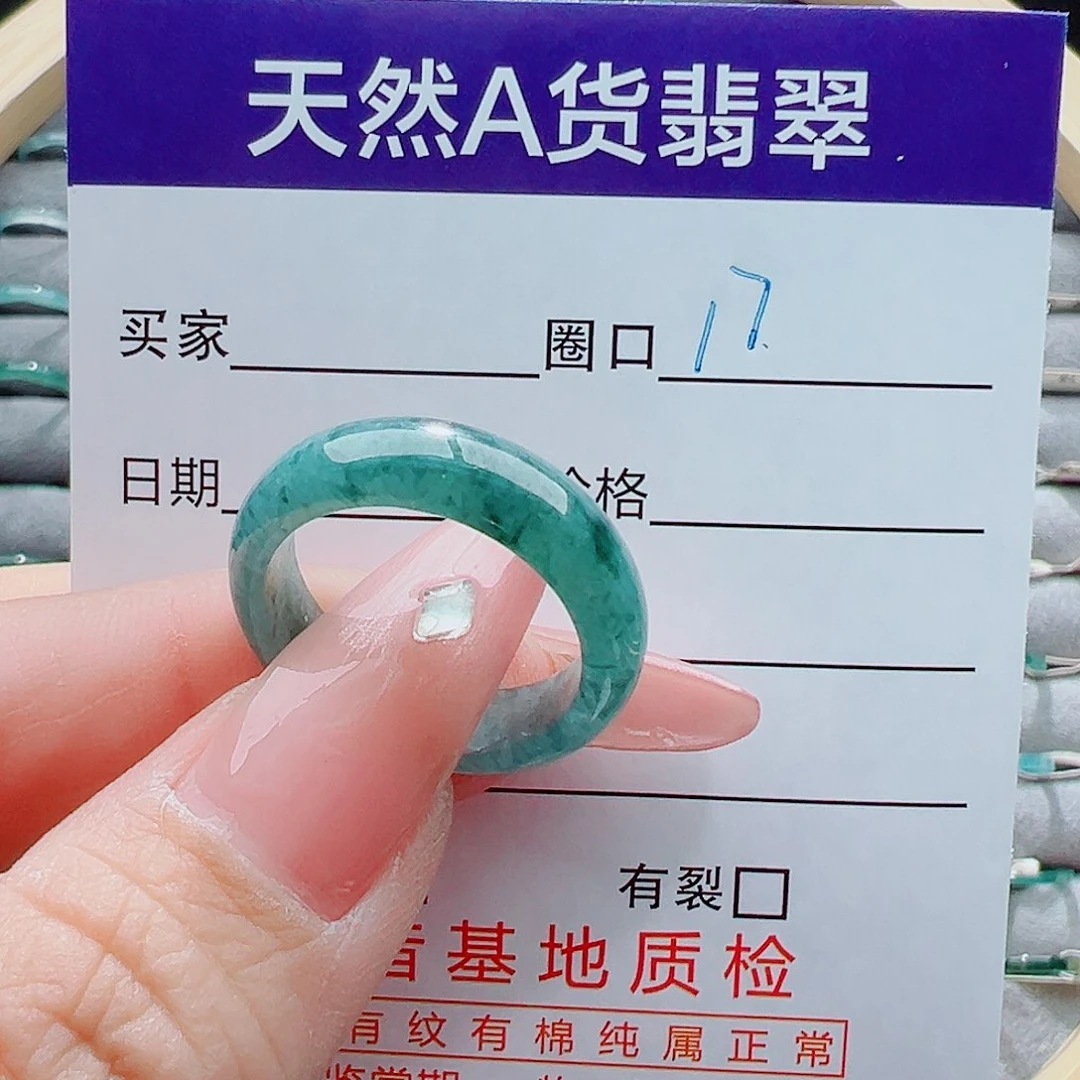 天然A货翡翠
买家 圈口 17
日期 价格
有裂
基地质检
有纹有棉纯属正常